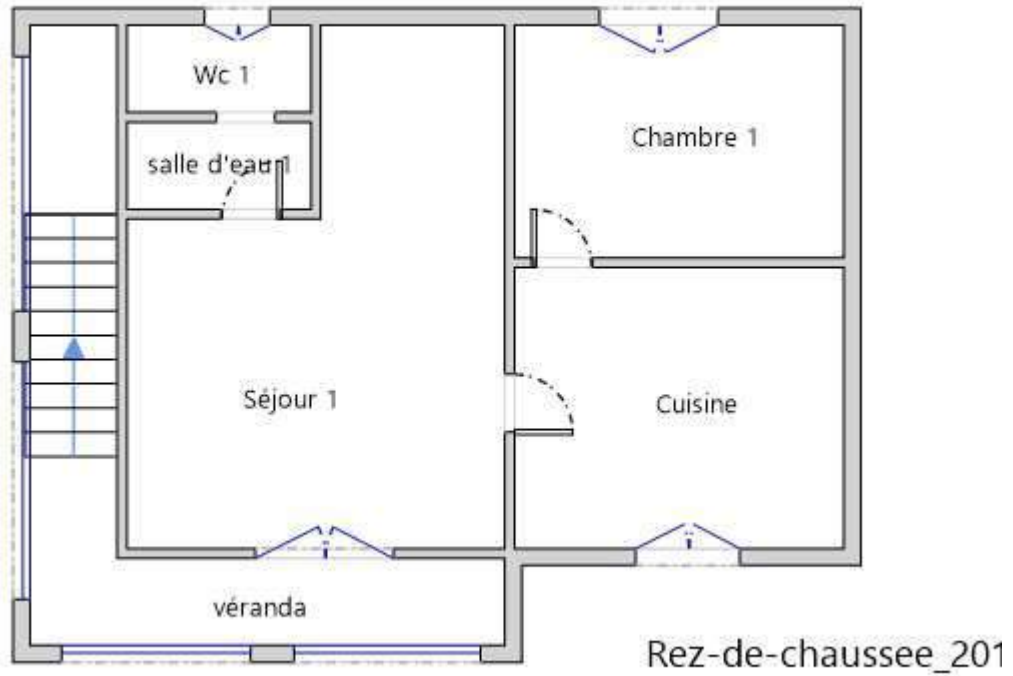 Wc 1
Chambre 1
salle d'eau 1
Séjour 1
Cuisine
véranda
Rez-de-chaussee_201